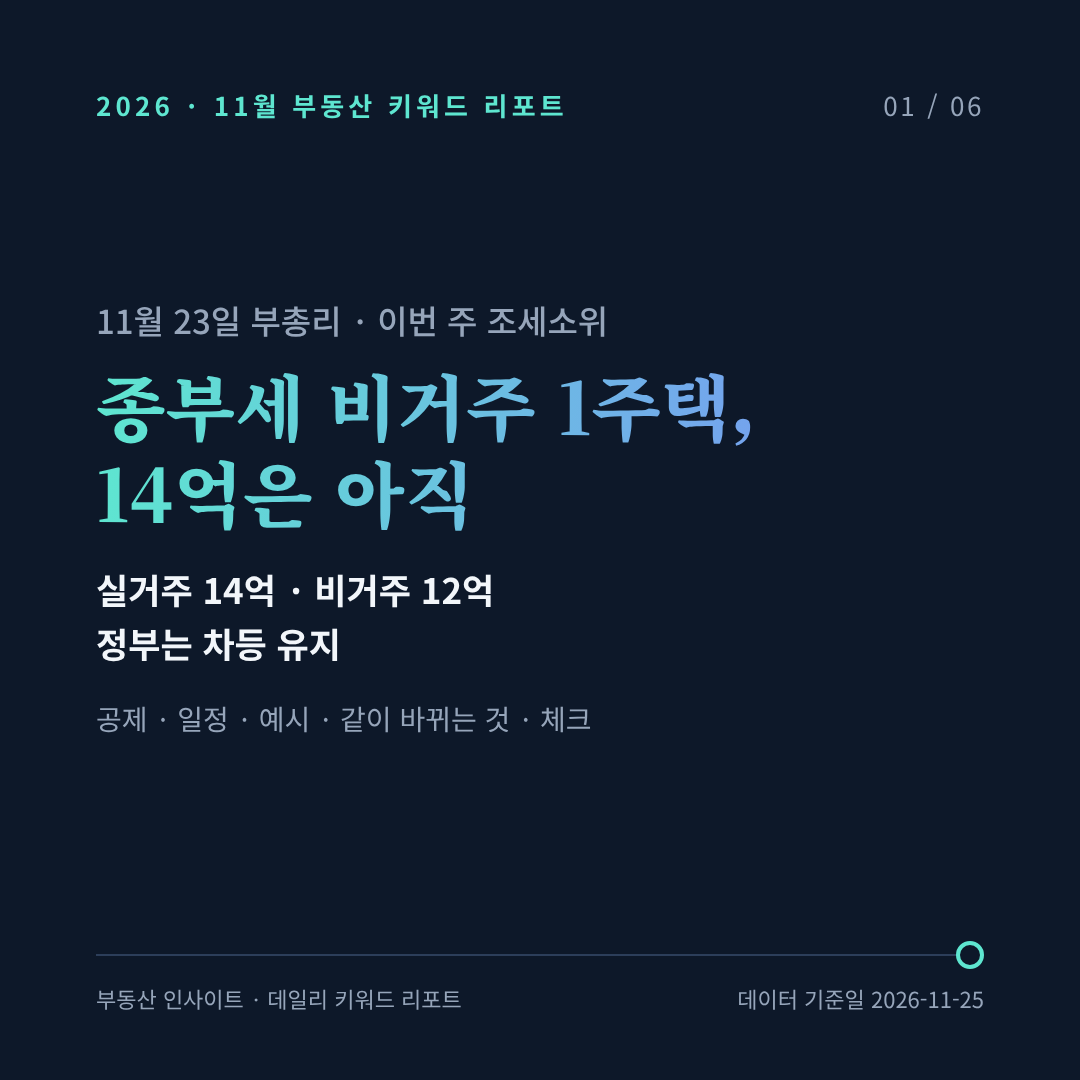 2026 · 11월 부동산 키워드 리포트
01 / 06
11월 23일 부총리 · 이번 주 조세소위
종부세 비거주 1주택,
14억은 아직
실거주 14억 · 비거주 12억
정부는 차등 유지
공제 · 일정 · 예시 · 같이 바뀌는 것 · 체크
부동산 인사이트 · 데일리 키워드 리포트
데이터 기준일 2026-11-25